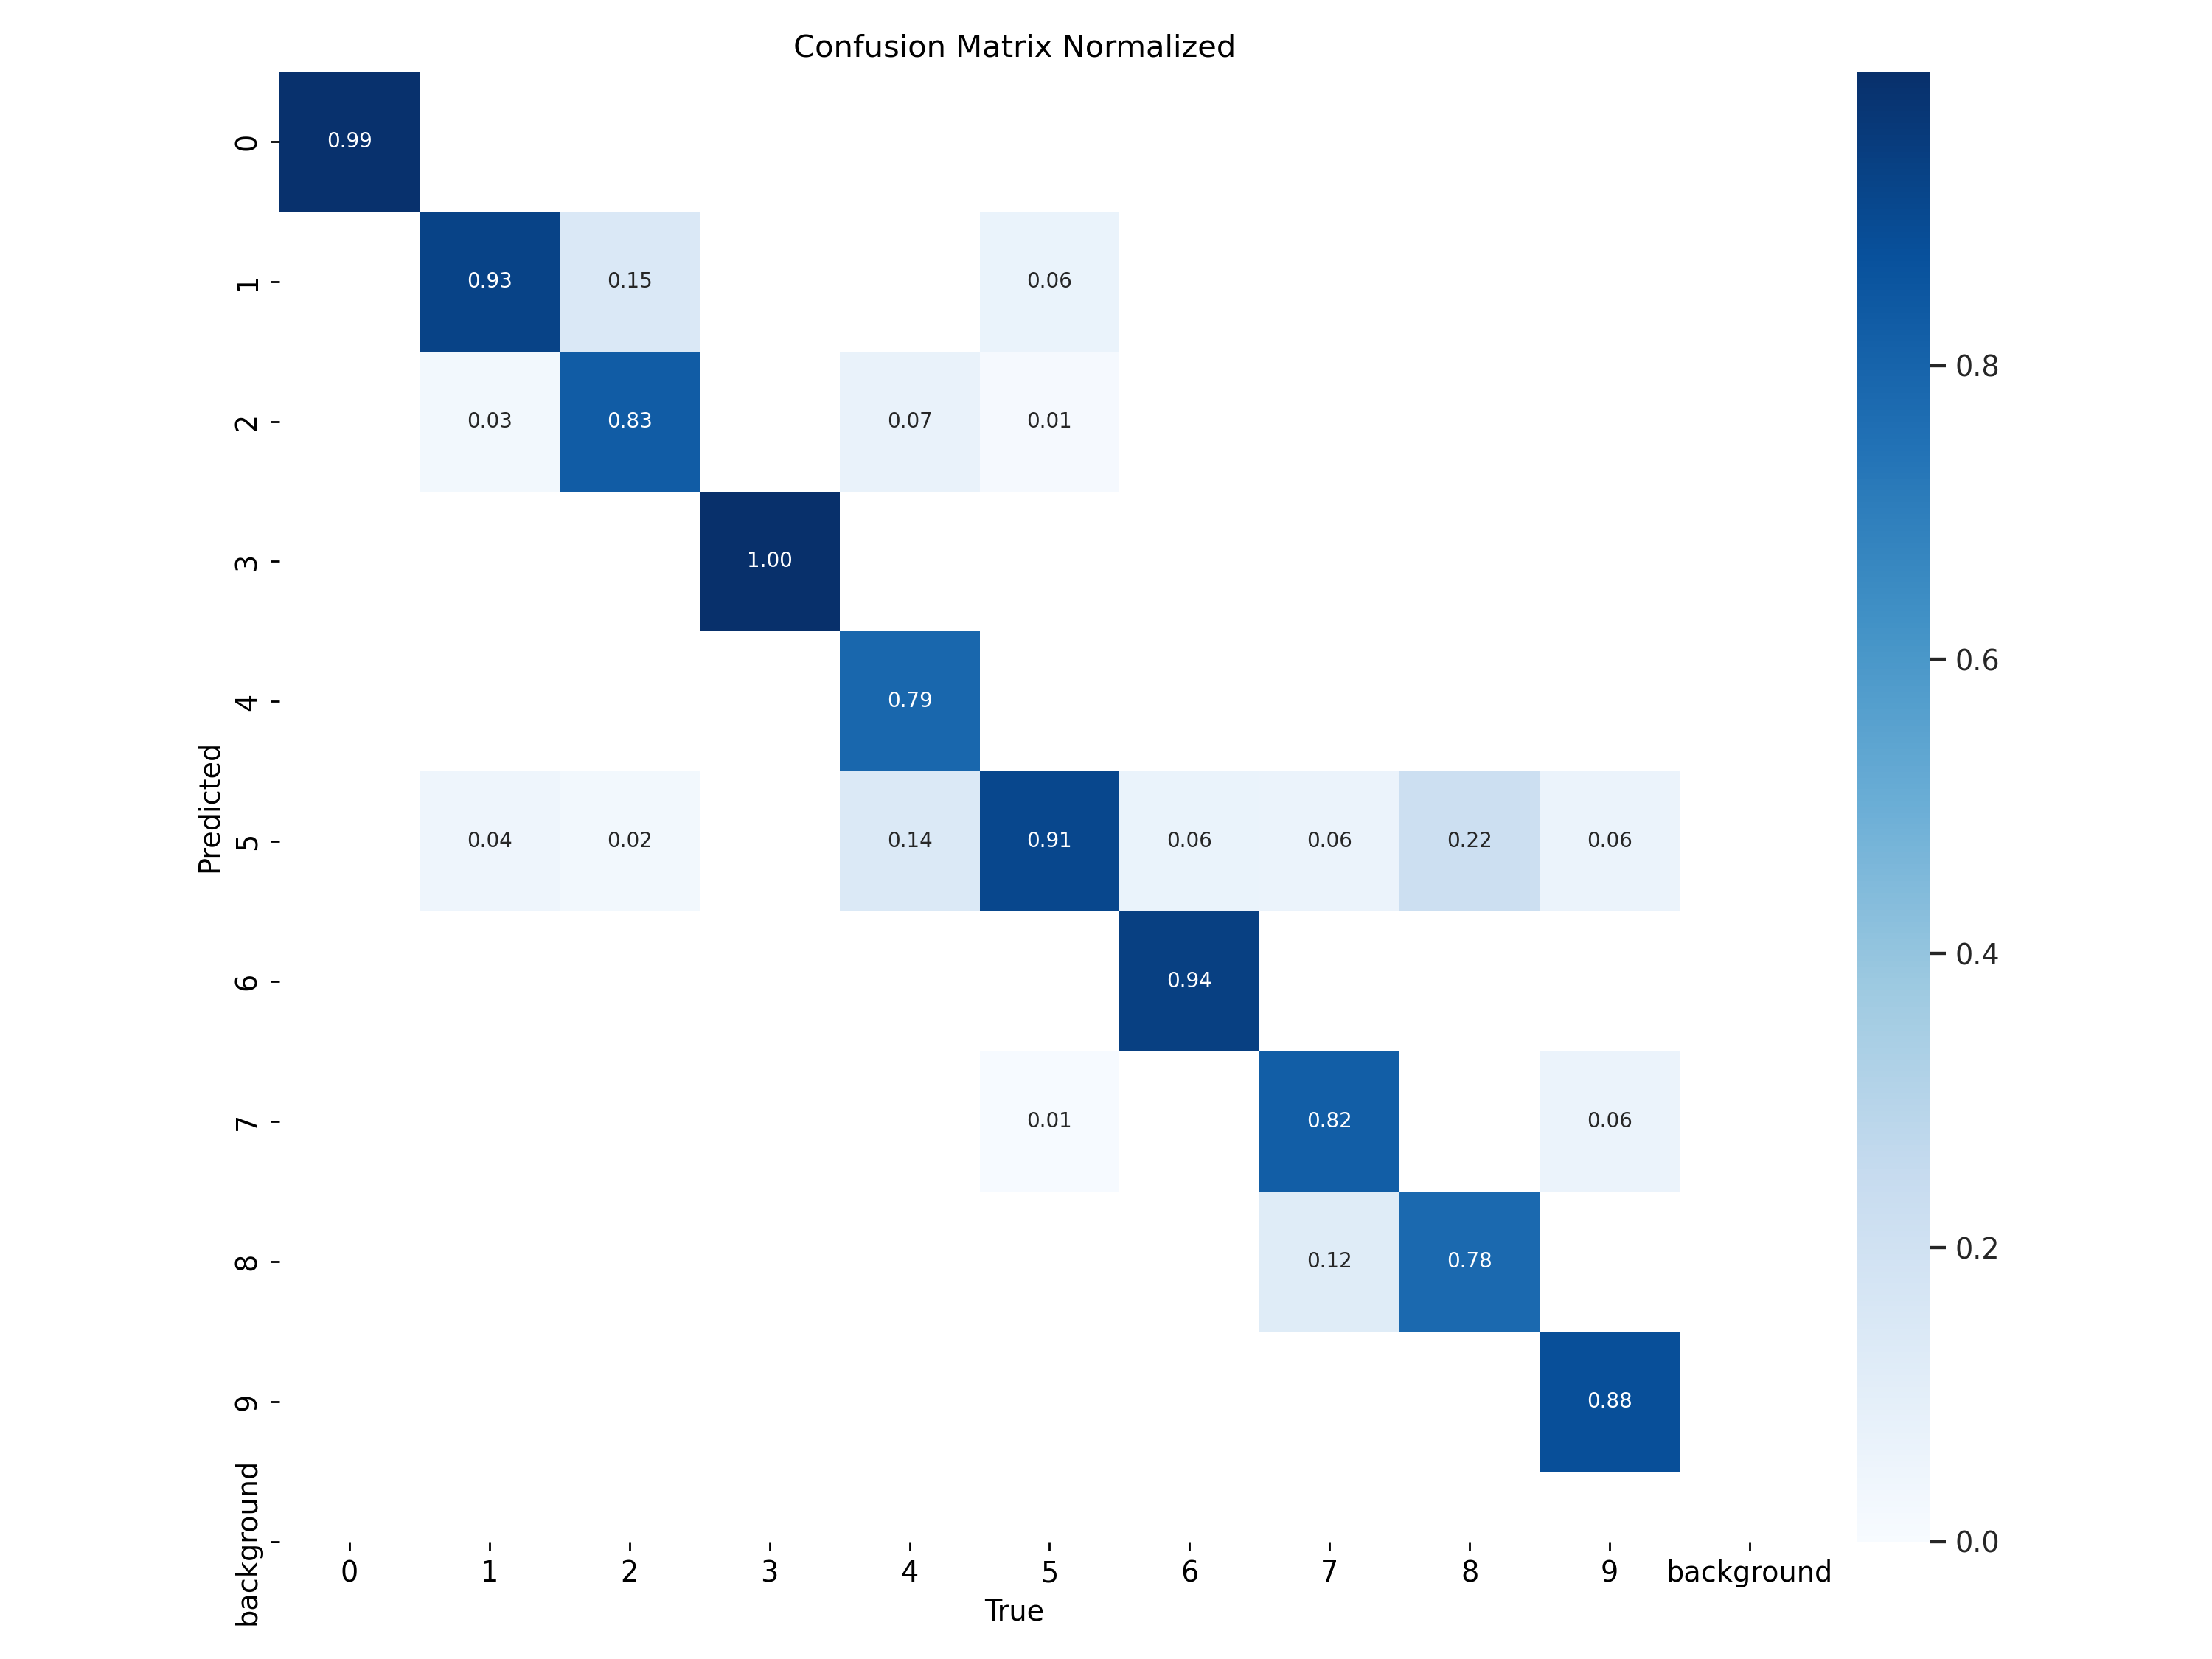 Confusion Matrix Normalized
0 0.99
1 0.93 0.15 0.06
2 0.03 0.83 0.07 0.01
3 1.00
4 0.79
5 0.04 0.02 0.14 0.91 0.06 0.06 0.22 0.06
6 0.94
7 0.01 0.82 0.06
8 0.12 0.78
9 0.88
background
Predicted
0 1 2 3 4 5 6 7 8 9 background
True
0.8
0.6
0.4
0.2
0.0